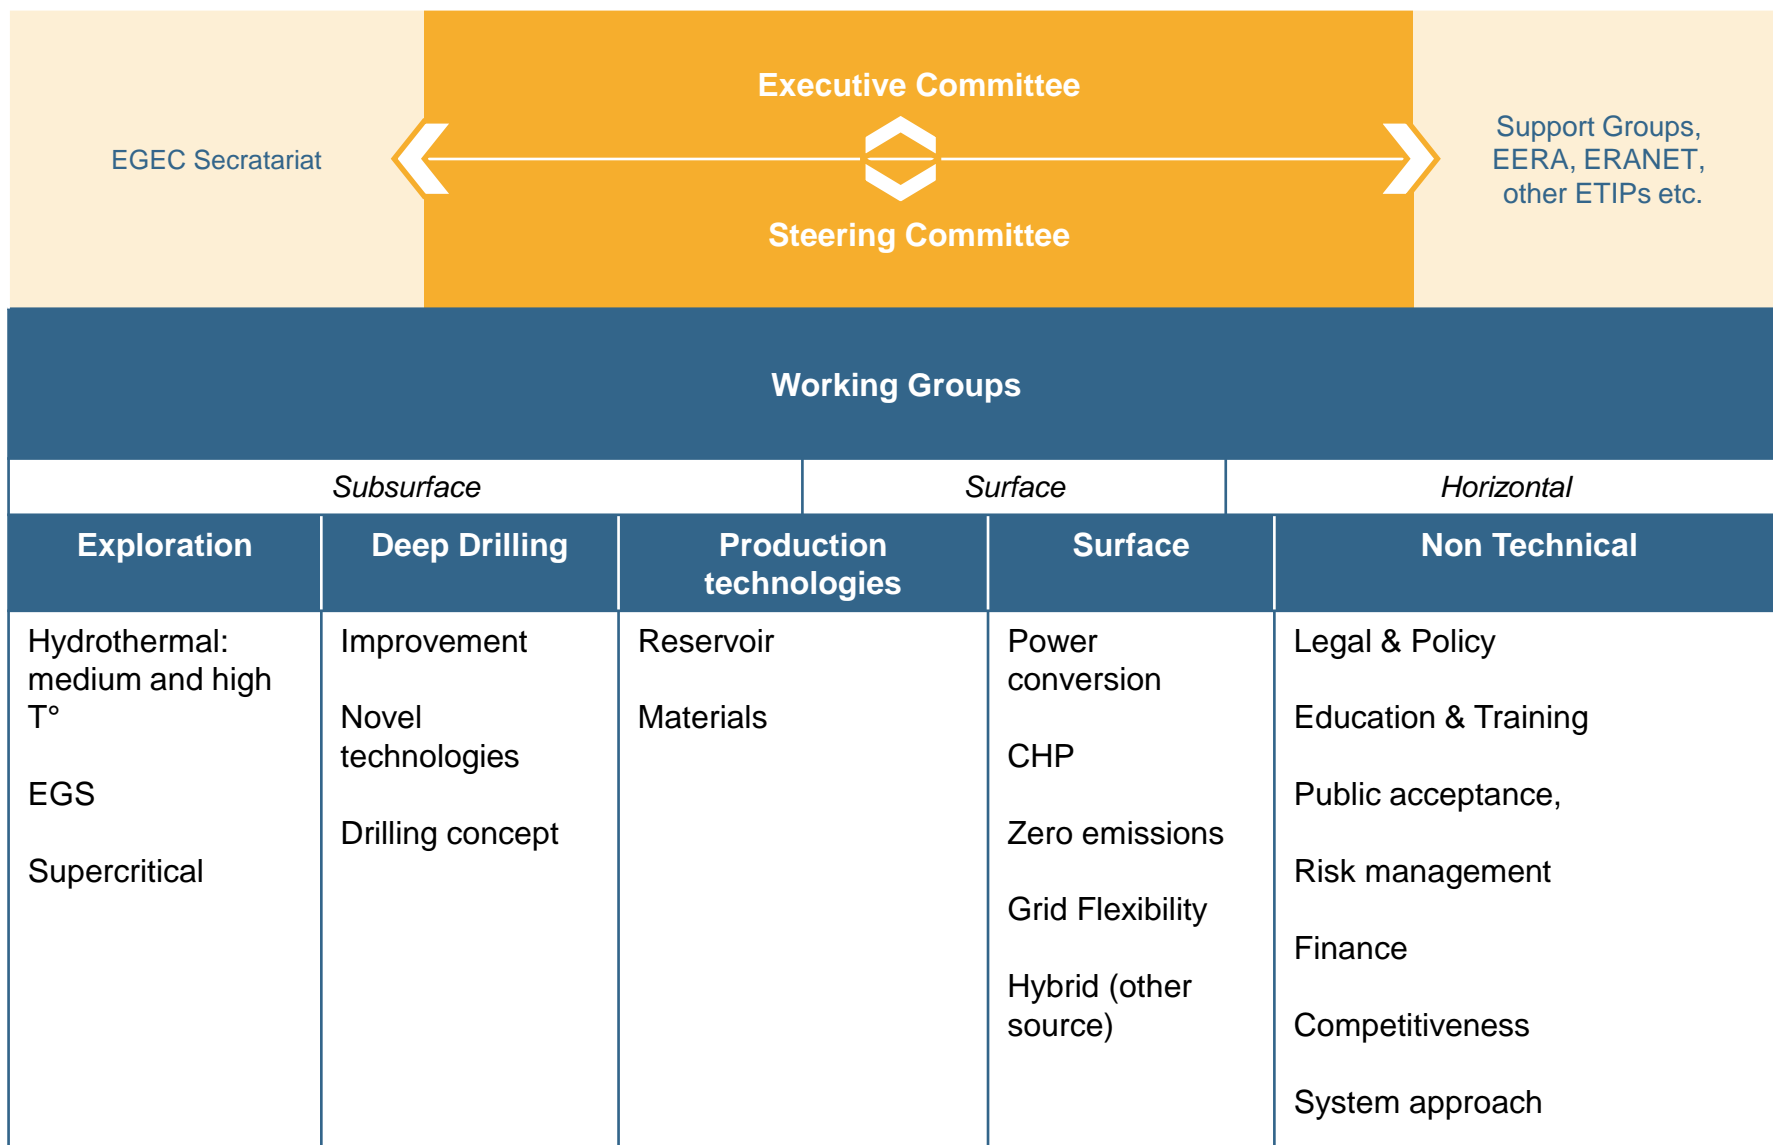 Executive Committee
EGEC Secratariat
Support Groups,
EERA, ERANET,
other ETIPs etc.
Steering Committee
Working Groups
Subsurface
Surface
Horizontal
Exploration
Deep Drilling
Production
technologies
Surface
Non Technical
Hydrothermal:
medium and high
T°
EGS
Supercritical
Improvement
Novel
technologies
Drilling concept
Reservoir
Materials
Power
conversion
CHP
Zero emissions
Grid Flexibility
Hybrid (other
source)
Legal & Policy
Education & Training
Public acceptance,
Risk management
Finance
Competitiveness
System approach